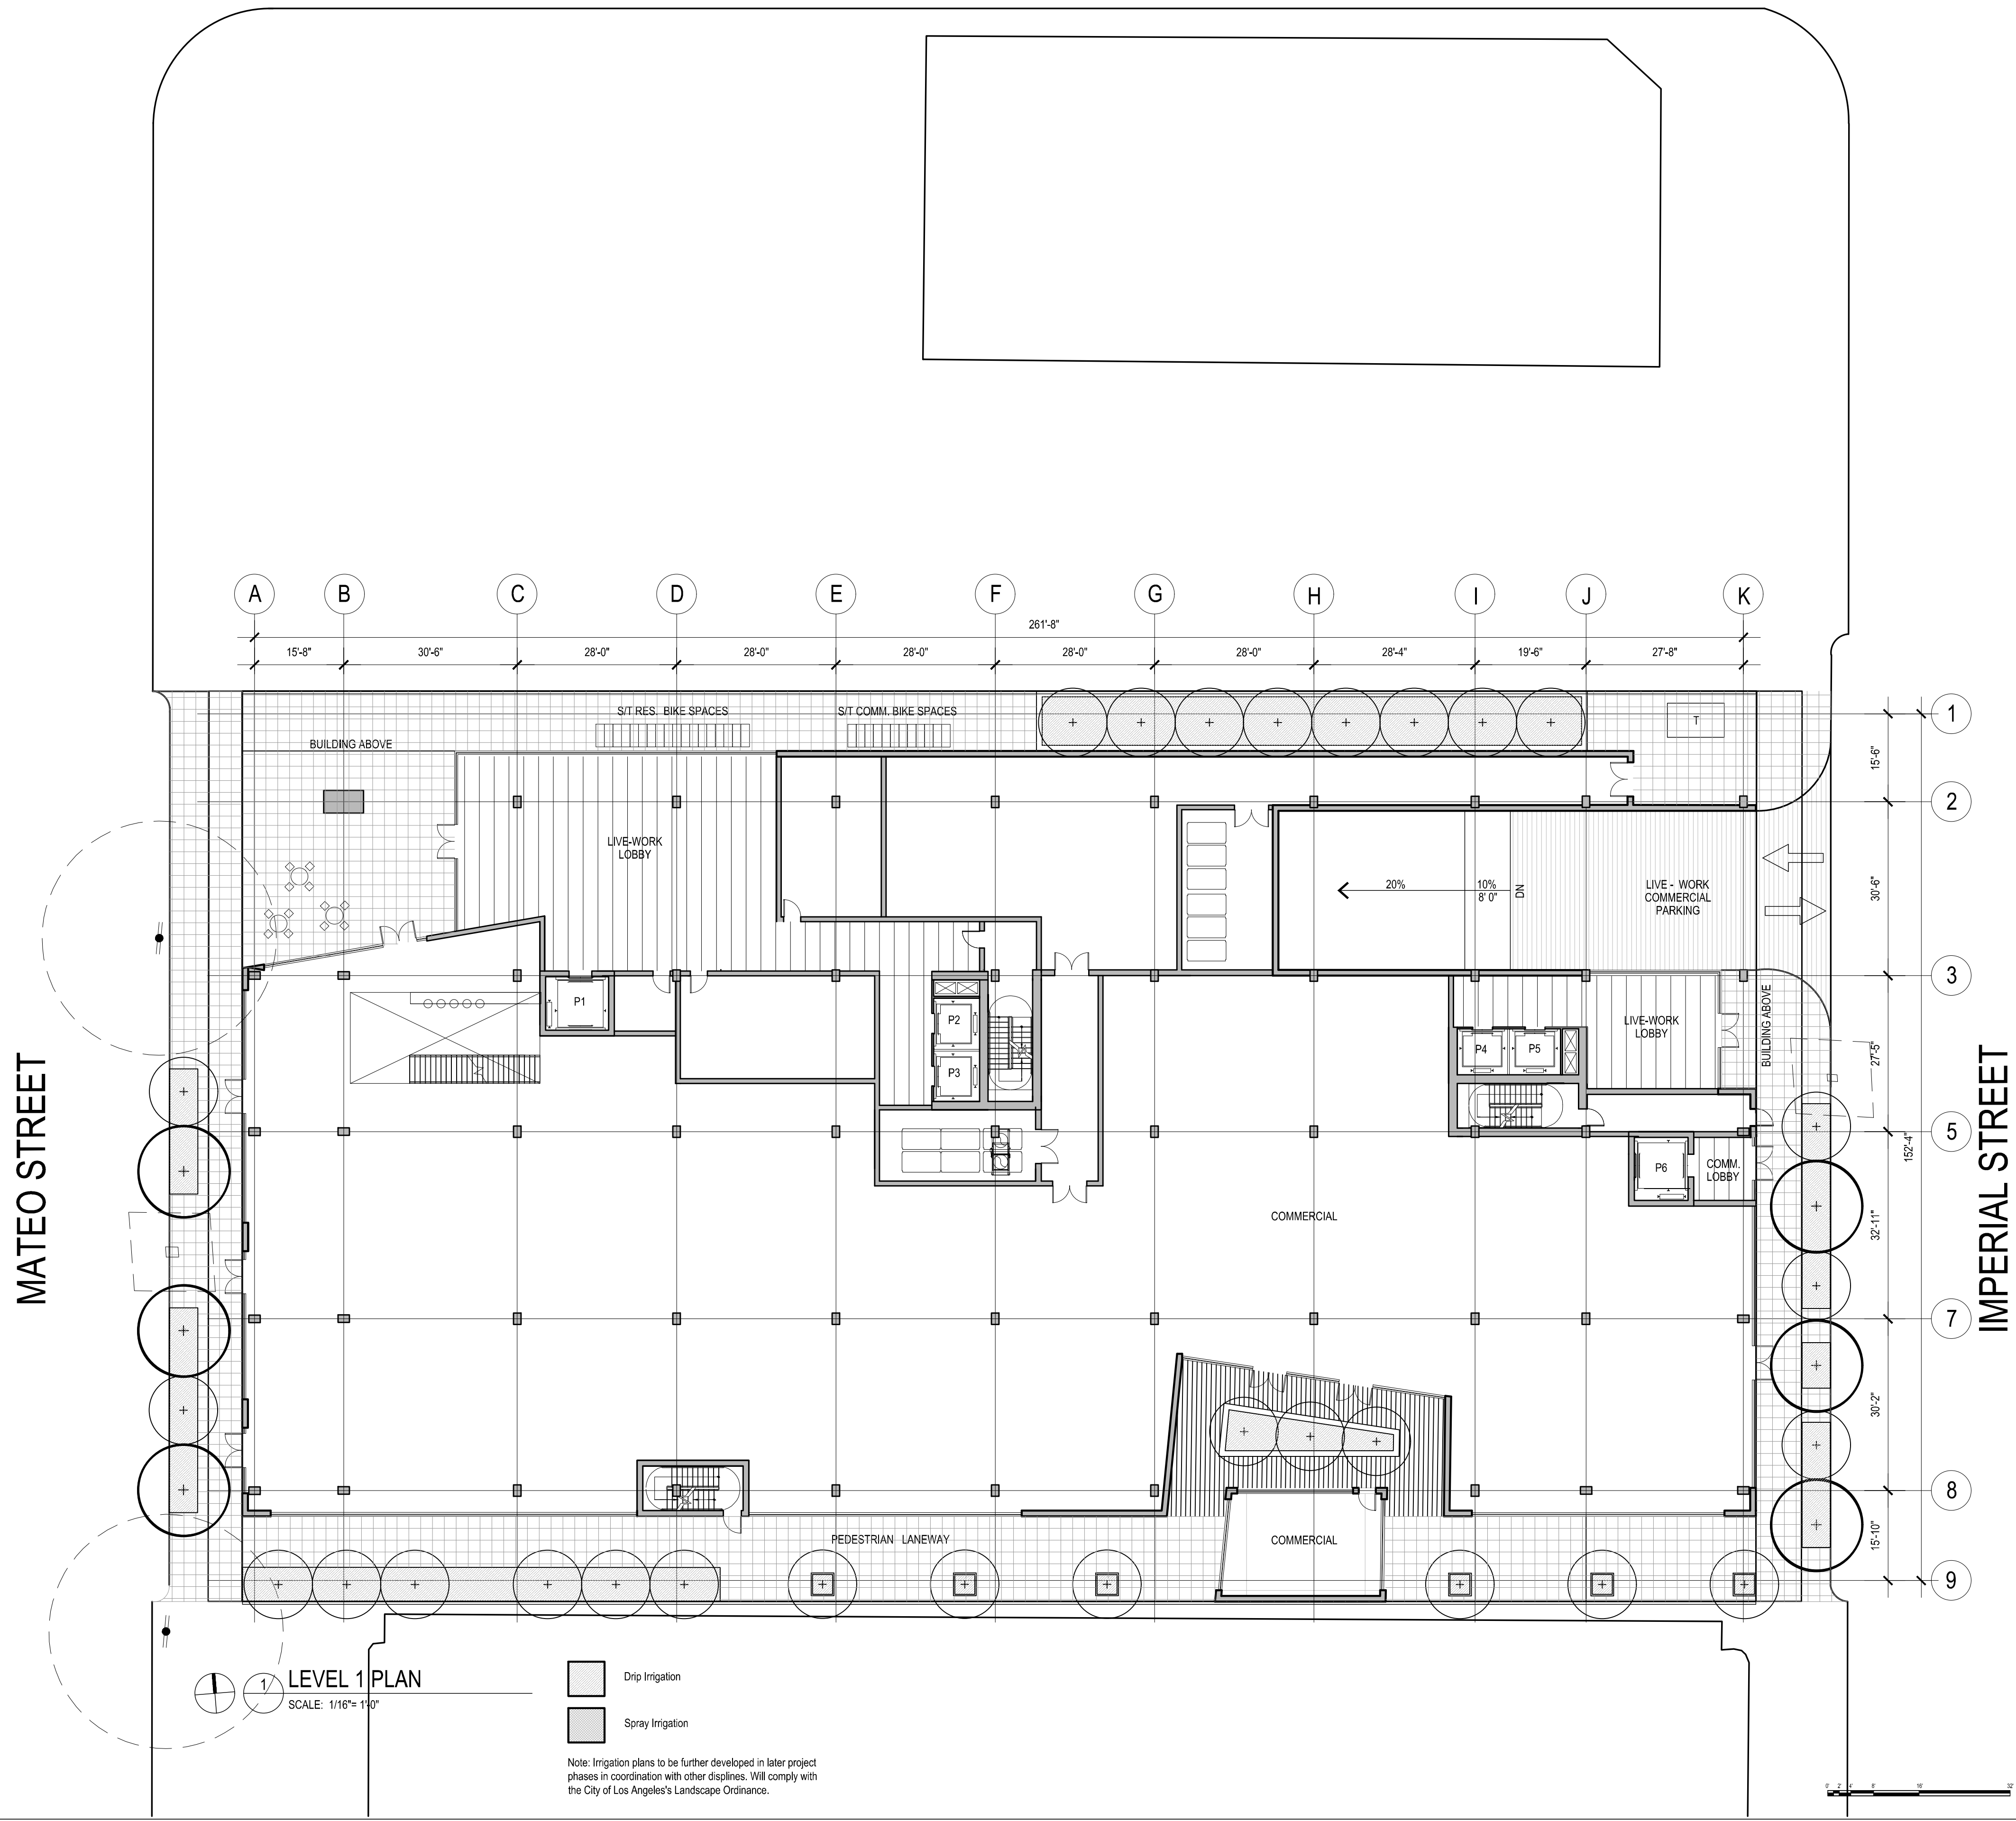 A B C D E F G H I J K
261'-8"
15'-8" 30'-6" 28'-0" 28'-0" 28'-0" 28'-0" 28'-0" 28'-4" 19'-6" 27'-8"
S/T RES. BIKE SPACES
S/T COMM. BIKE SPACES
T
1
BUILDING ABOVE
15'-6"
2
LIVE-WORK
LOBBY
20%
10%
8' 0"
DN
LIVE - WORK
COMMERCIAL
PARKING
30'-6"
3
P1
P2
P3
P4
P5
LIVE-WORK
LOBBY
BUILDING ABOVE
27'-5"
5
152'-4"
P6
COMM.
LOBBY
MATEO STREET
IMPERIAL STREET
COMMERCIAL
32'-11"
7
30'-2"
8
PEDESTRIAN LANEWAY
COMMERCIAL
15'-10"
9
1
LEVEL 1 PLAN
SCALE: 1/16"= 1'-0"
Drip Irrigation
Spray Irrigation
Note: Irrigation plans to be further developed in later project
phases in coordination with other displines. Will comply with
the City of Los Angeles's Landscape Ordinance.
0' 2' 4' 8' 16' 32'